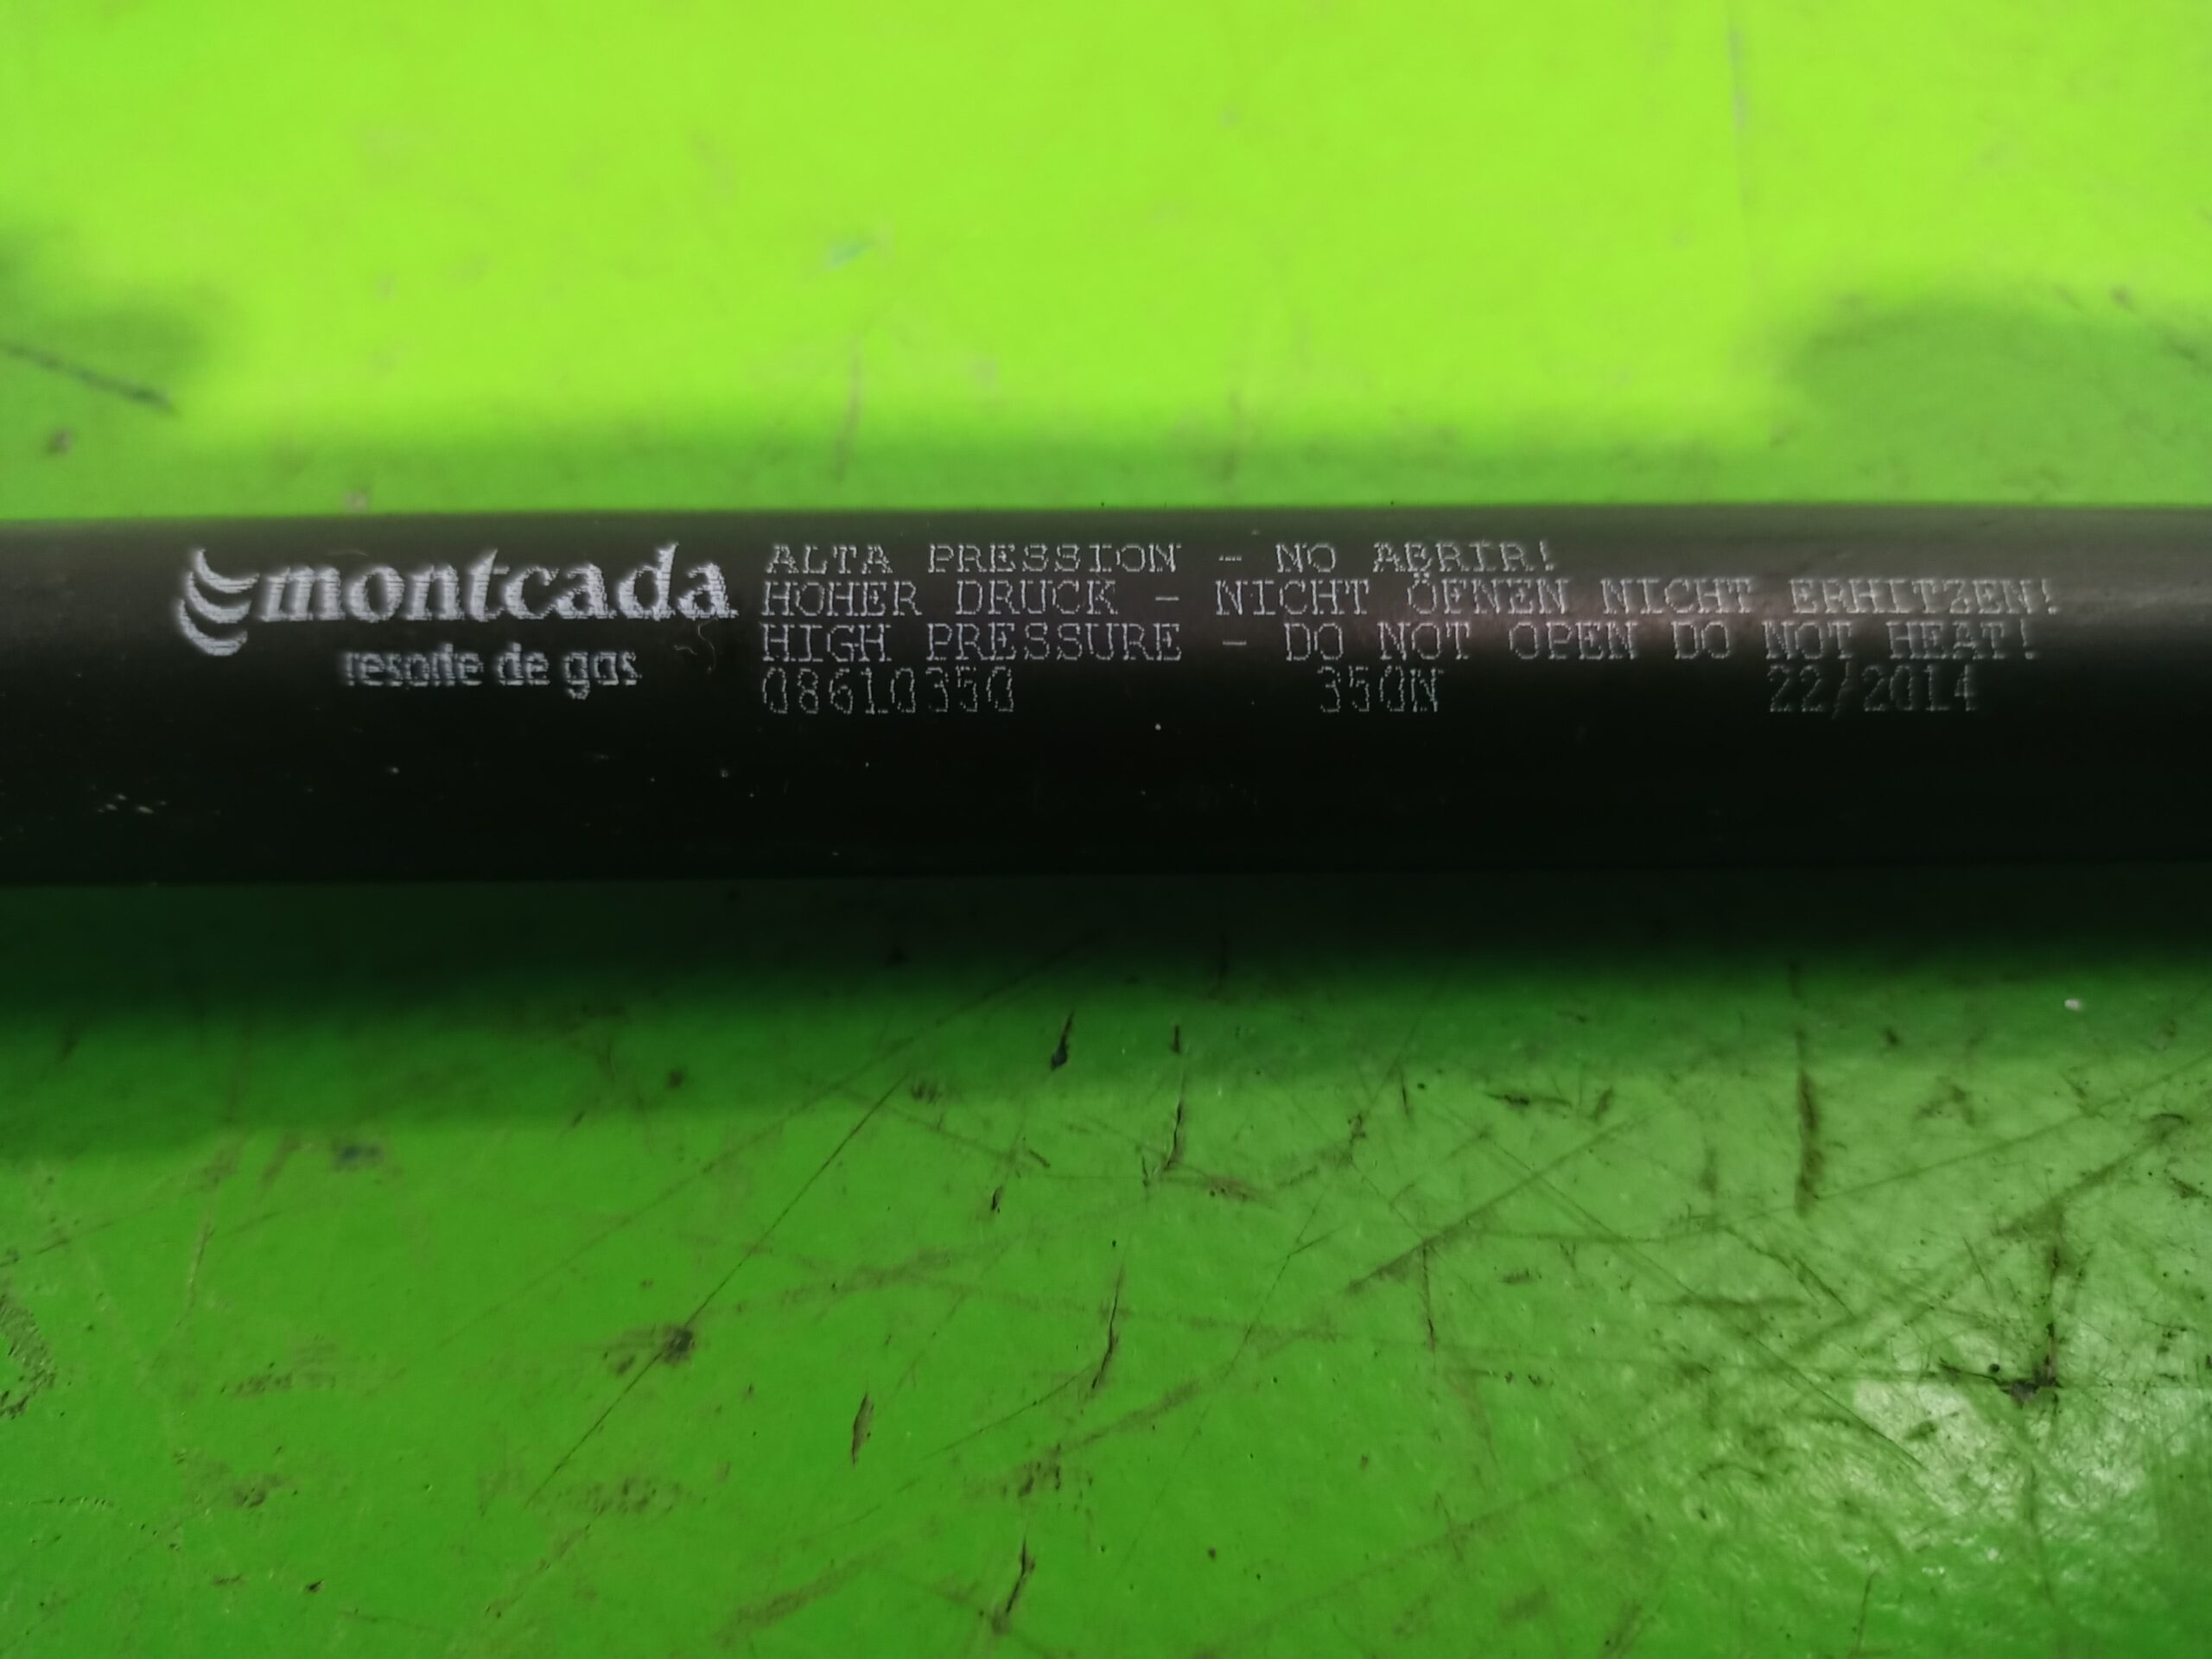 montcada
resorte de gas
ALTA PRESSION - NO ABRIR!
HOHER DRUCK - NICHT ÖFNEN NICHT ERHITZEN!
HIGH PRESSURE - DO NOT OPEN DO NOT HEAT!
08610350 350N 22/2014